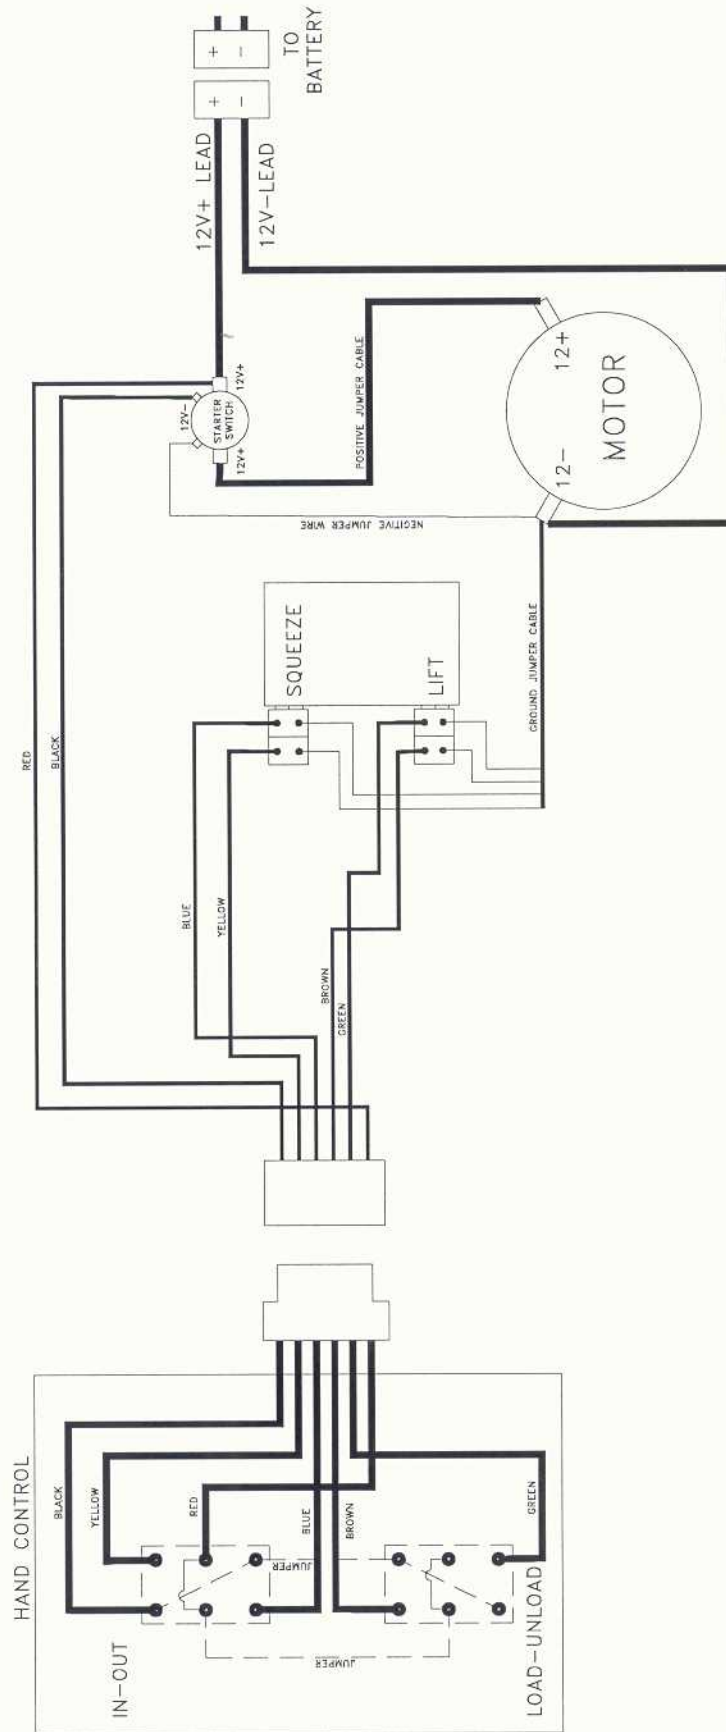 +
-
TO
BATTERY
+
-
12V+ LEAD
12V-LEAD
12V-
12V+
STARTER
SWITCH
12V+
POSITIVE JUMPER CABLE
12+
12-
MOTOR
NEGITIVE JUMPER WIRE
SQUEEZE
LIFT
GROUND JUMPER CABLE
RED
BLACK
BLUE
YELLOW
BROWN
GREEN
HAND CONTROL
BLACK
YELLOW
RED
BLUE
BROWN
GREEN
JUMPER
JUMPER
IN-OUT
LOAD-UNLOAD